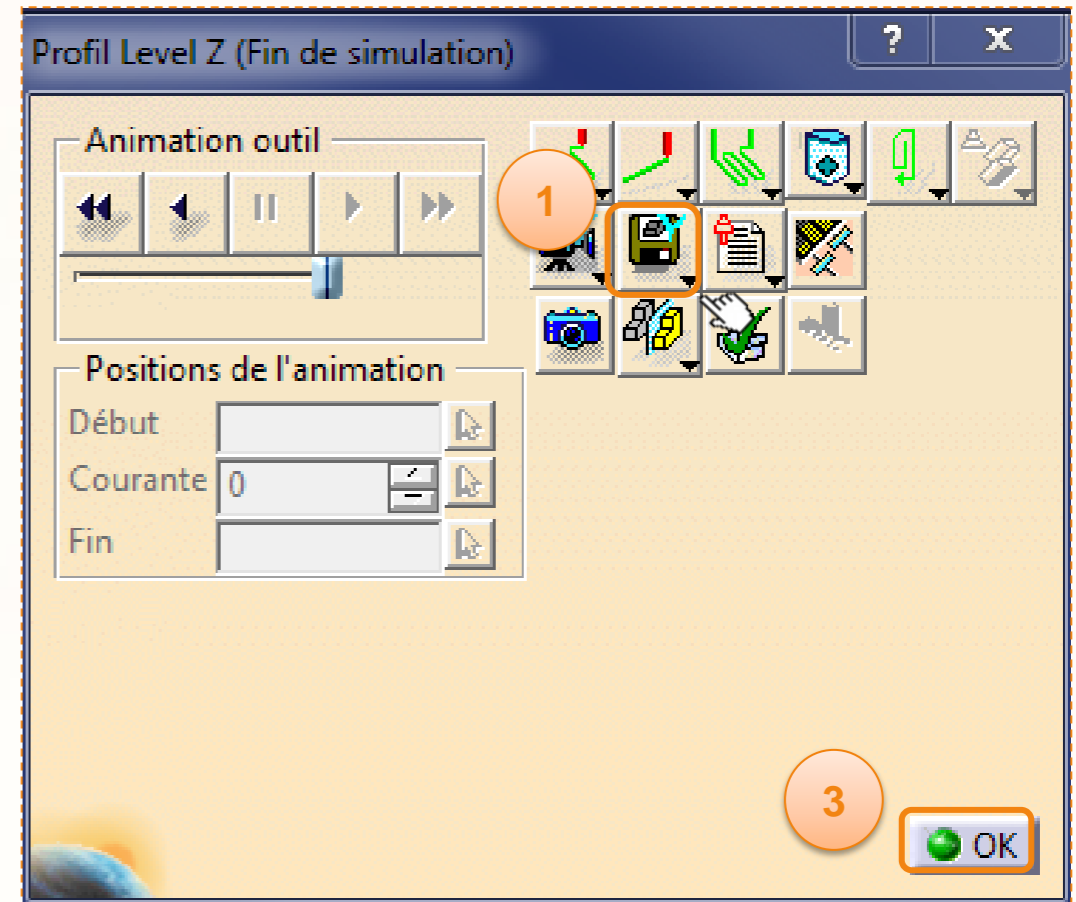 Profil Level Z (Fin de simulation)
? x
Animation outil
1
Positions de l'animation
Début
Courante 0
Fin
3
OK